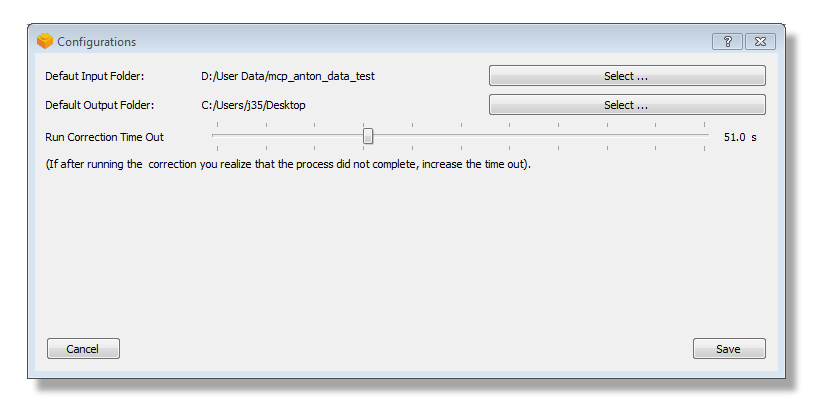 Configurations
Defaut Input Folder: D:/User Data/mcp_anton_data_test Select ...
Default Output Folder: C:/Users/j35/Desktop Select ...
Run Correction Time Out 51.0 s
(If after running the correction you realize that the process did not complete, increase the time out).
Cancel Save